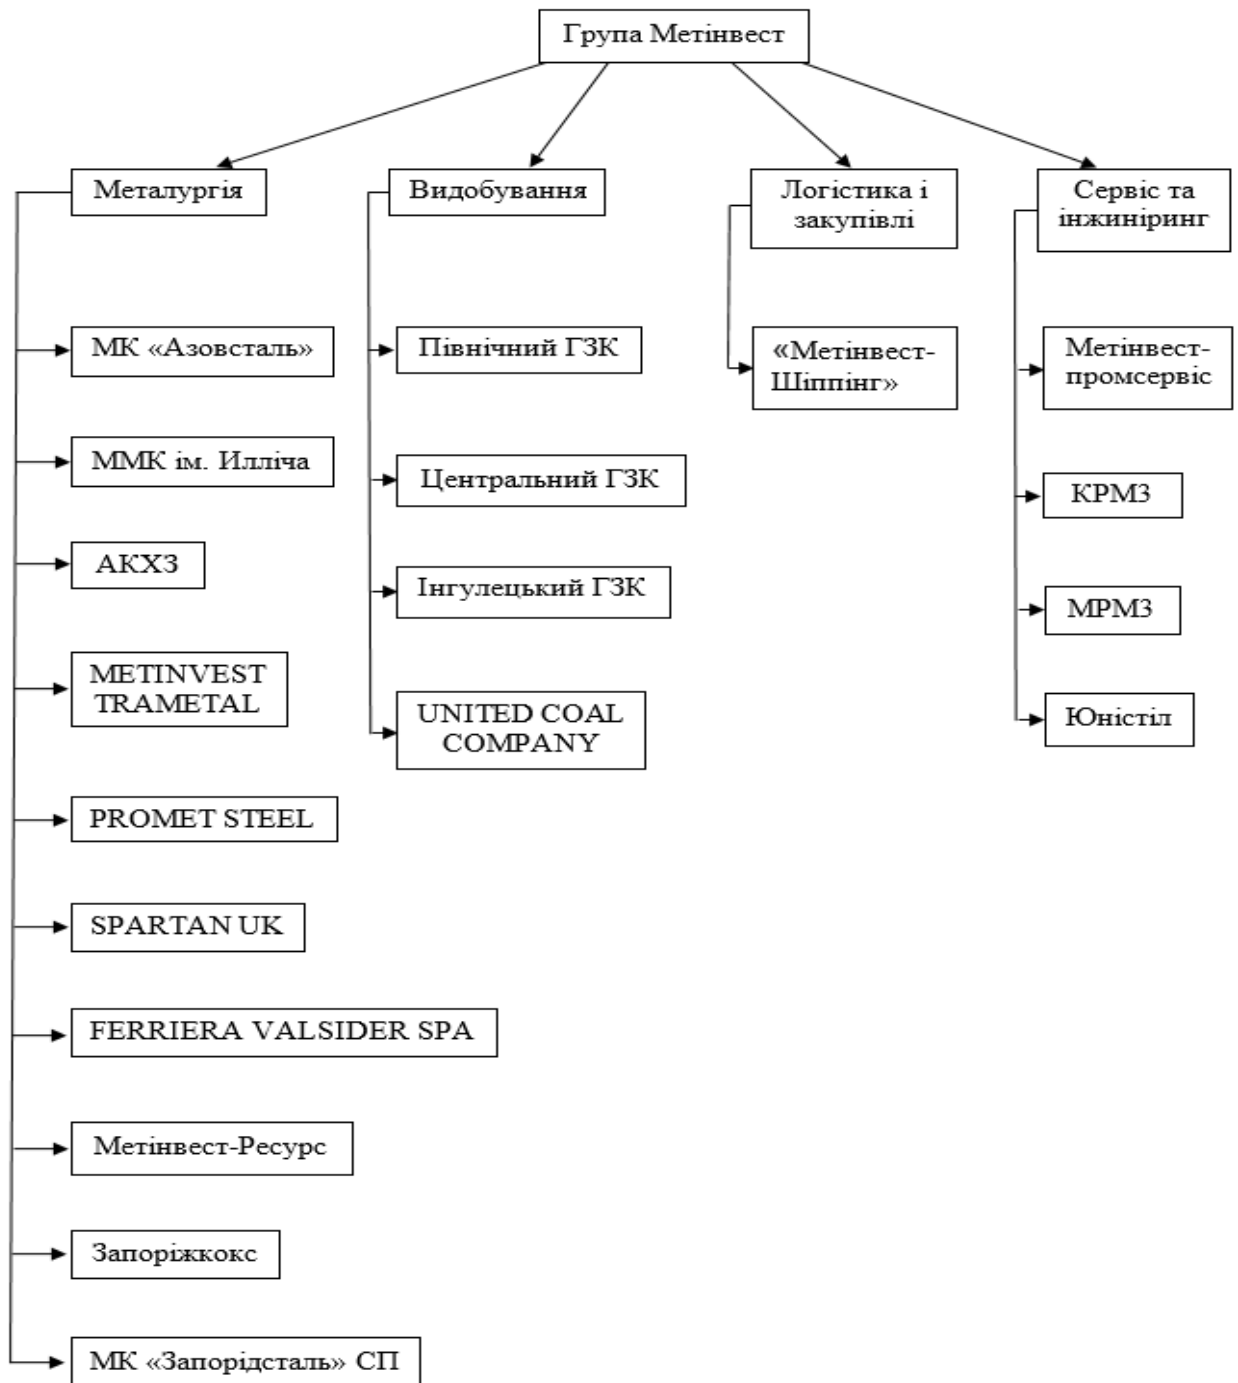 Група Метінвест
Металургія
Видобування
Логістика і
закупівлі
Сервіс та
інжиніринг
МК «Азовсталь»
ММК ім. Илліча
АКХЗ
METINVEST
TRAMETAL
PROMET STEEL
SPARTAN UK
FERRIERA VALSIDER SPA
Метінвест-Ресурс
Запоріжкокс
МК «Запорідсталь» СП
Північний ГЗК
Центральний ГЗК
Інгулецький ГЗК
UNITED COAL
COMPANY
«Метінвест-
Шіппінг»
Метінвест-
промсервіс
КРМЗ
МРМЗ
Юністіл